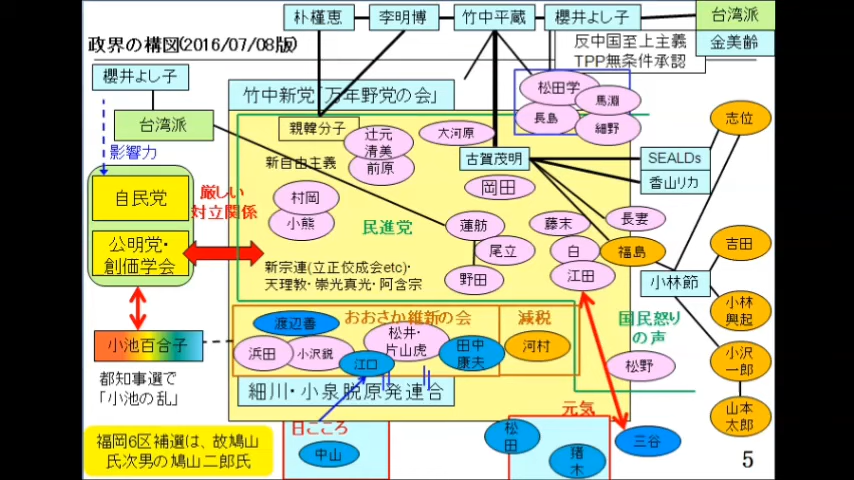 朴槿恵
李明博
竹中平蔵
櫻井よし子
台湾派
政界の構図(2016/07/08版)
反中国至上主義
TPP無条件承認
金美齢
櫻井よし子
竹中新党「万年野党の会」
松田学
馬淵
長島
細野
志位
台湾派
親韓分子
辻元
清美
大河原
影響力
新自由主義
前原
古賀茂明
SEALDs
香山リカ
自民党
厳しい
対立関係
村岡
小熊
岡田
民進党
蓮舫
藤末
長妻
公明党・
創価学会
尾立
白
福島
吉田
新宗連(立正佼成会etc)・
天理教・崇光真光・阿含宗
野田
江田
小林節
小林
興起
渡辺喜
おおさか維新の会
減税
国民怒り
の声
小池百合子
浜田
小沢鋭
松井・
片山虎
江口
田中
康夫
河村
松野
小沢
一郎
都知事選で
「小池の乱」
細川・小泉脱原発連合
山本
太郎
元気
福岡6区補選は、故鳩山
氏次男の鳩山二郎氏
日こころ
中山
松
田
猪
木
三谷
5